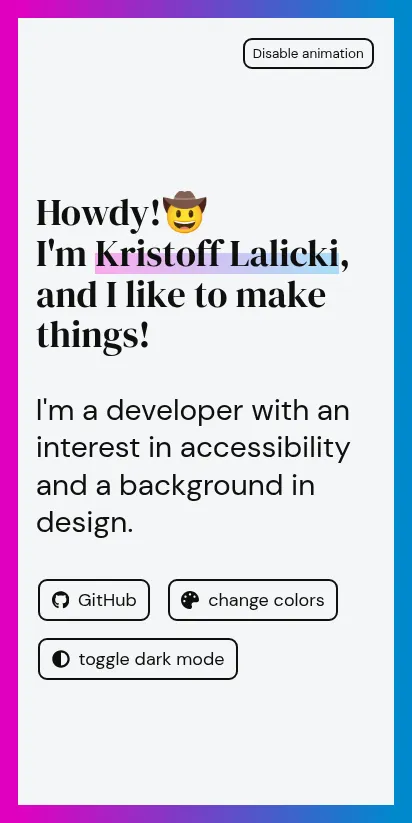 Disable animation
Howdy!🤠
I'm Kristoff Lalicki,
and I like to make
things!
I'm a developer with an
interest in accessibility
and a background in
design.
GitHub
change colors
toggle dark mode